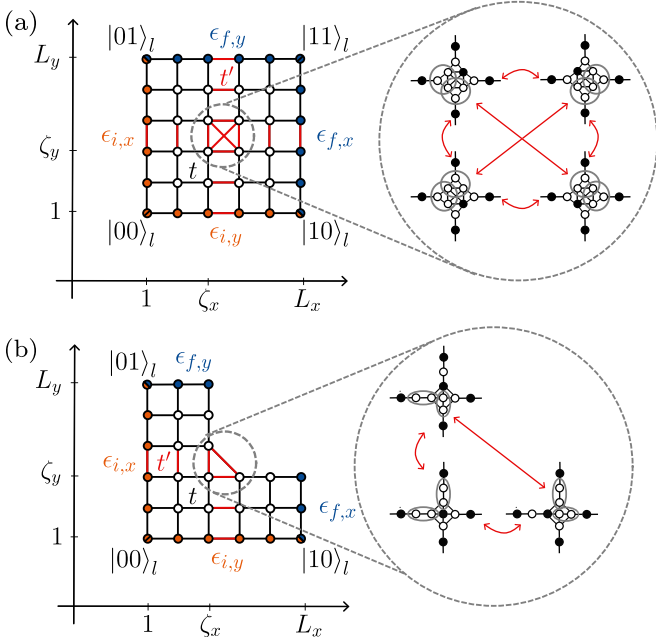 (a)
L_y
|01⟩_l
ϵ_{f,y}
|11⟩_l
t'
ζ_y
ϵ_{i,x}
ϵ_{f,x}
t
1
|00⟩_l
ϵ_{i,y}
|10⟩_l
1
ζ_x
L_x
(b)
|01⟩_l
ϵ_{f,y}
L_y
ζ_y
ϵ_{i,x}
t'
t
ϵ_{f,x}
1
|00⟩_l
ϵ_{i,y}
|10⟩_l
1
ζ_x
L_x